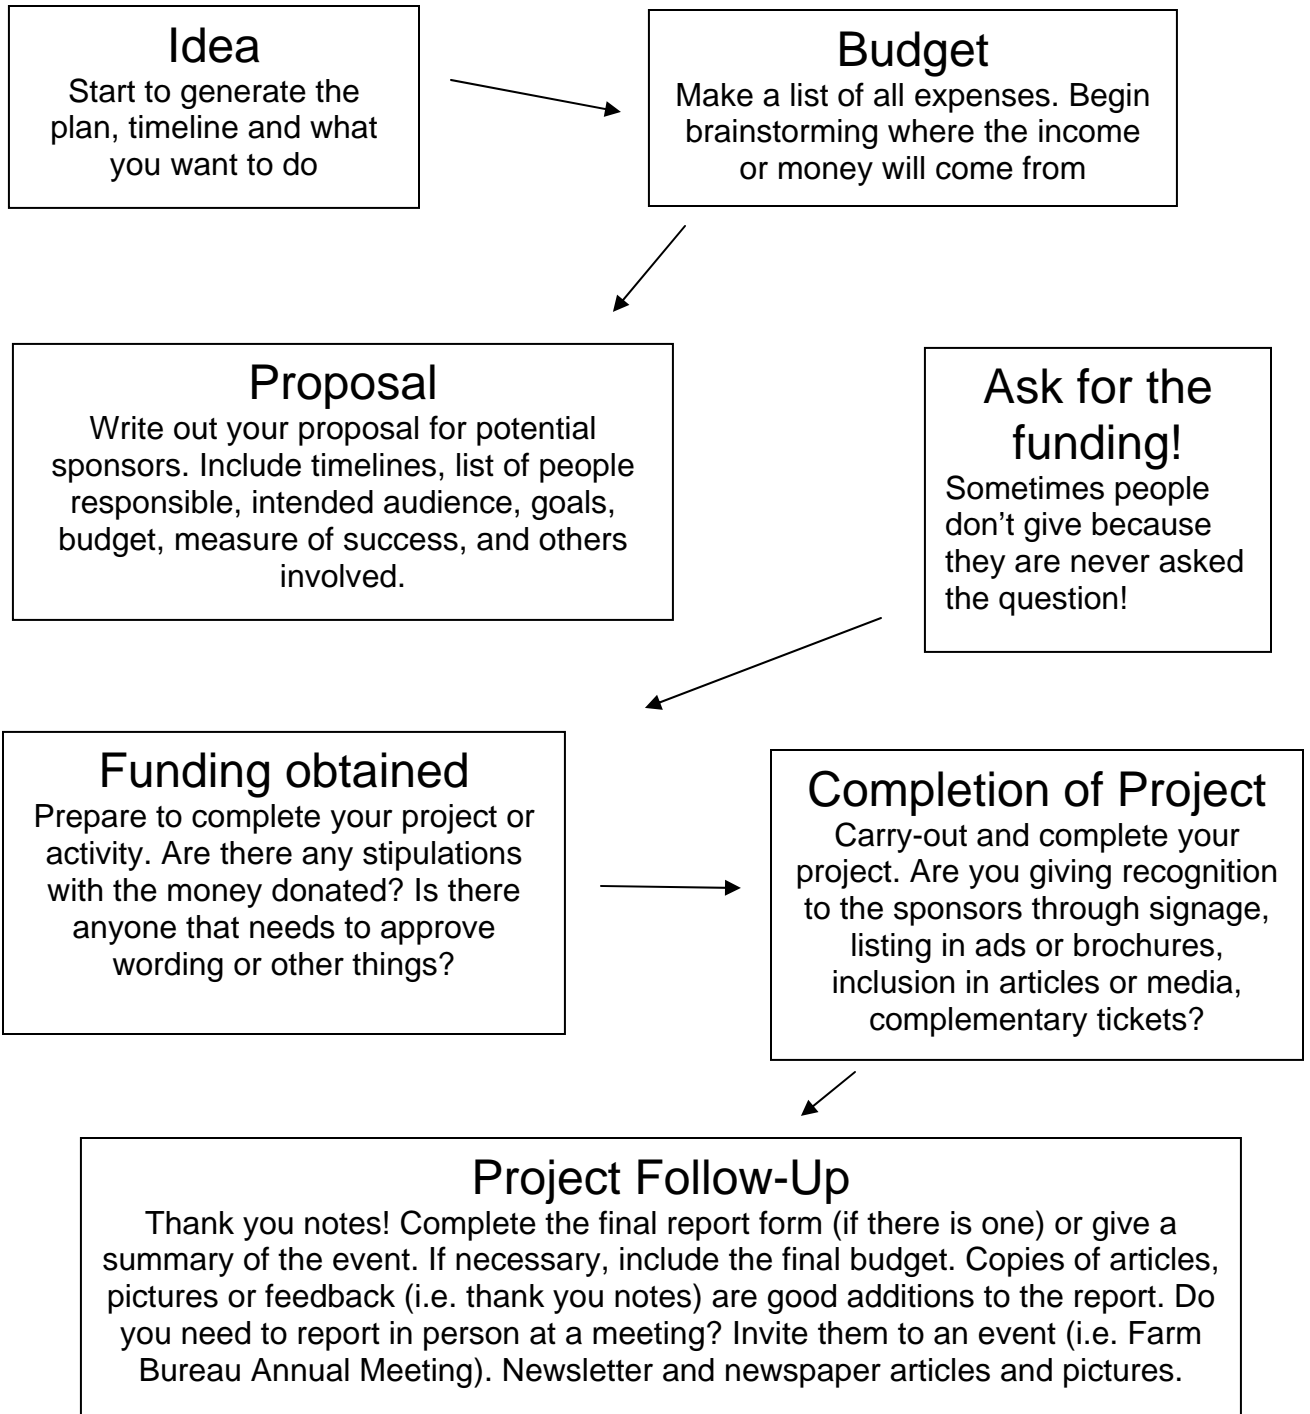 Idea
Start to generate the
plan, timeline and what
you want to do
Budget
Make a list of all expenses. Begin
brainstorming where the income
or money will come from
Proposal
Write out your proposal for potential
sponsors. Include timelines, list of people
responsible, intended audience, goals,
budget, measure of success, and others
involved.
Ask for the
funding!
Sometimes people
don’t give because
they are never asked
the question!
Funding obtained
Prepare to complete your project or
activity. Are there any stipulations
with the money donated? Is there
anyone that needs to approve
wording or other things?
Completion of Project
Carry-out and complete your
project. Are you giving recognition
to the sponsors through signage,
listing in ads or brochures,
inclusion in articles or media,
complementary tickets?
Project Follow-Up
Thank you notes! Complete the final report form (if there is one) or give a
summary of the event. If necessary, include the final budget. Copies of articles,
pictures or feedback (i.e. thank you notes) are good additions to the report. Do
you need to report in person at a meeting? Invite them to an event (i.e. Farm
Bureau Annual Meeting). Newsletter and newspaper articles and pictures.